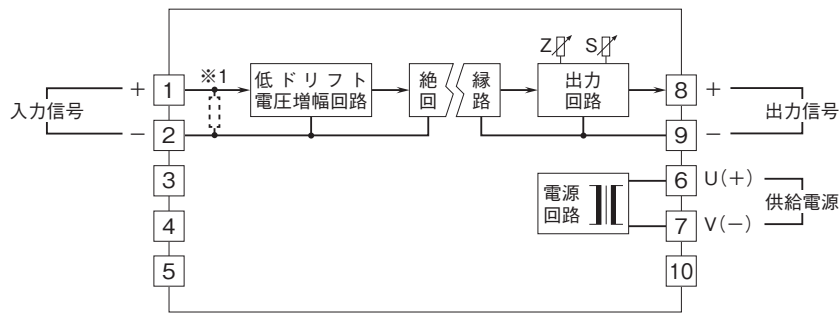 Z S
※1
低ドリフト
電圧増幅回路
絶
回
縁
路
出力
回路
入力信号
+ 1
− 2
3
4
5
8 +
9 −
出力信号
電源
回路
6 U(+)
7 V(−)
供給電源
10